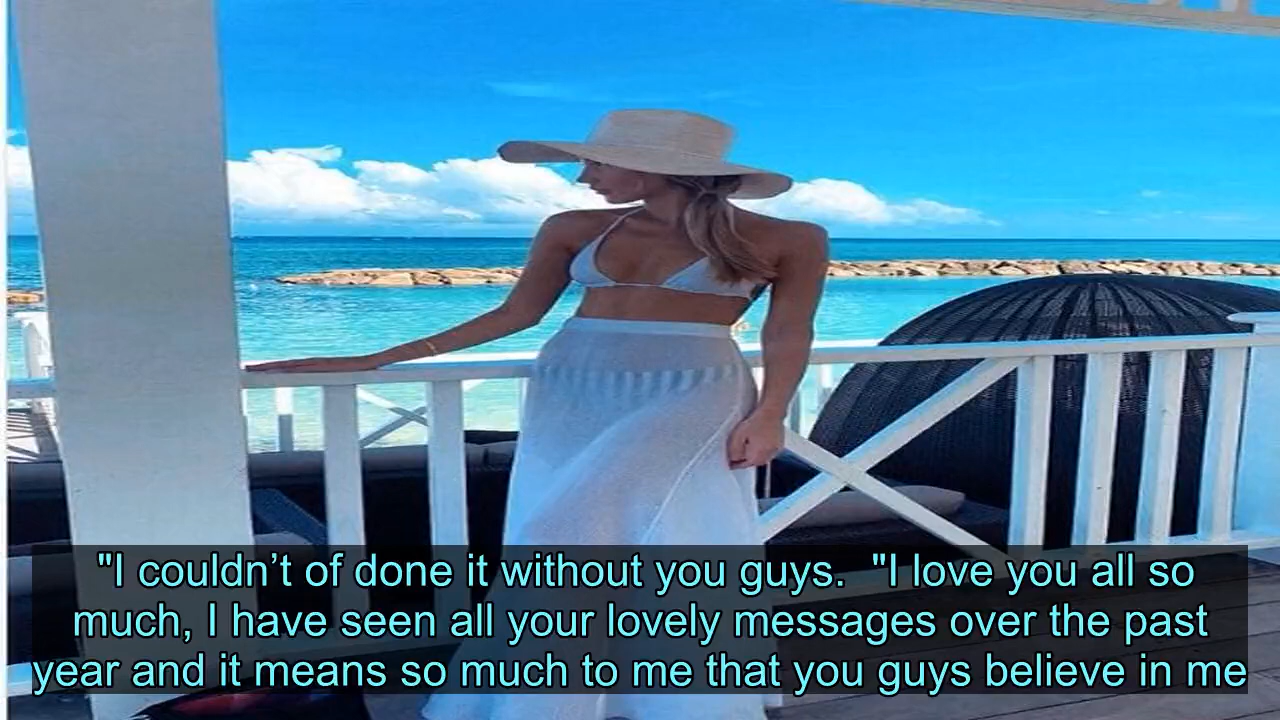 "I couldn’t of done it without you guys.  "I love you all so
much, I have seen all your lovely messages over the past
year and it means so much to me that you guys believe in me